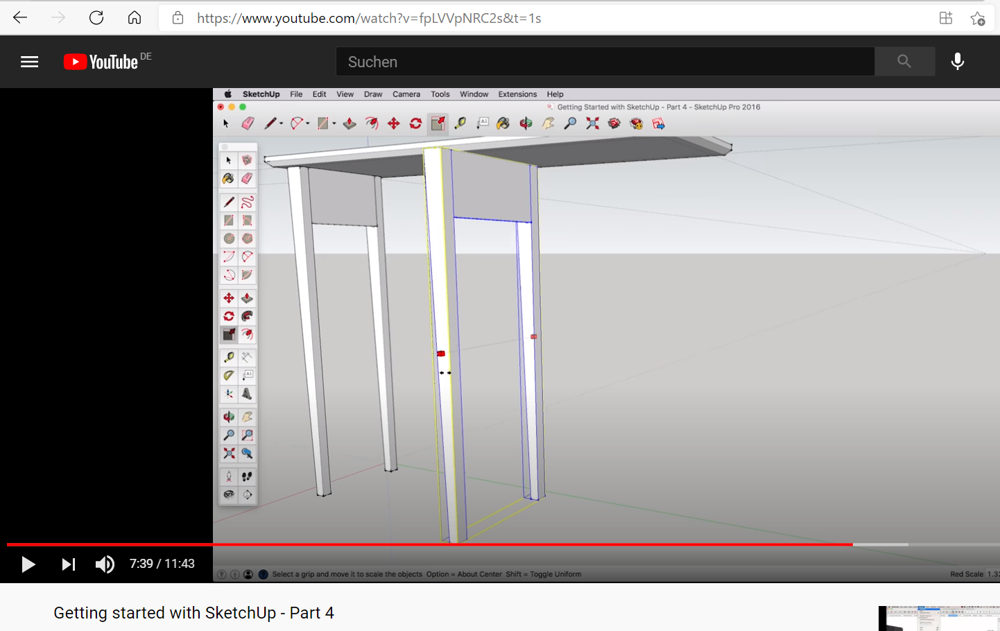 https://www.youtube.com/watch?v=fpLVVpNRC2s&t=1s
YouTube DE
Suchen
SketchUp File Edit View Draw Camera Tools Window Extensions Help
Getting Started with SketchUp - Part 4 - SketchUp Pro 2016
A1
A1
7:39 / 11:43
Select a grip and move it to scale the objects Option = About Center Shift = Toggle Uniform
Red Scale 1.33
Getting started with SketchUp - Part 4